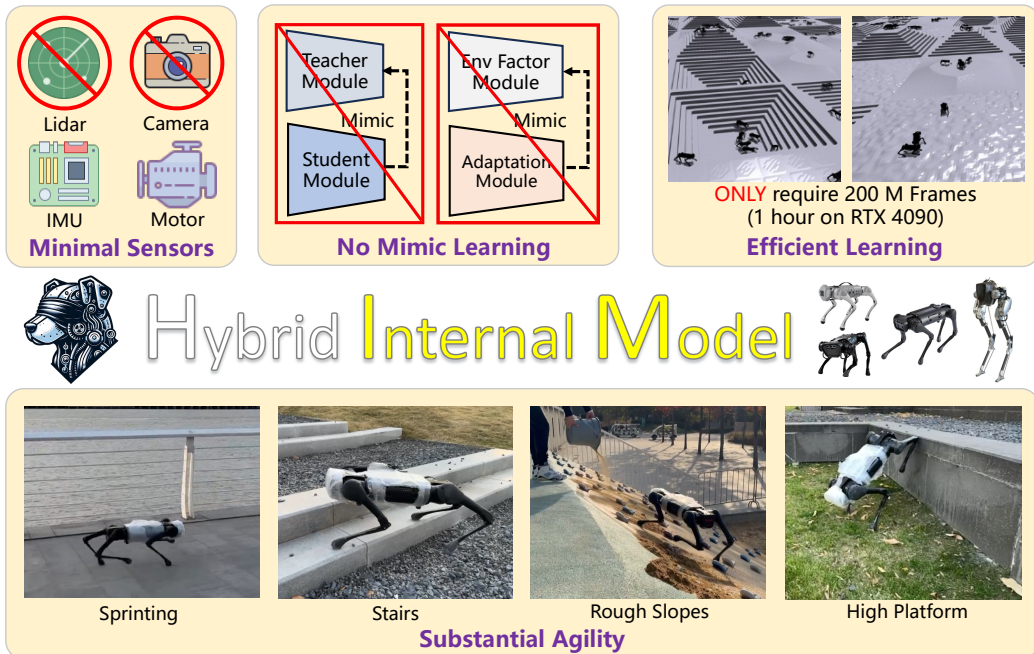 Lidar
Camera
IMU
Motor
Minimal Sensors
Teacher
Module
Mimic
Student
Module
Env Factor
Module
Mimic
Adaptation
Module
No Mimic Learning
ONLY require 200 M Frames
(1 hour on RTX 4090)
Efficient Learning
Hybrid Internal Model
Sprinting
Stairs
Rough Slopes
High Platform
Substantial Agility